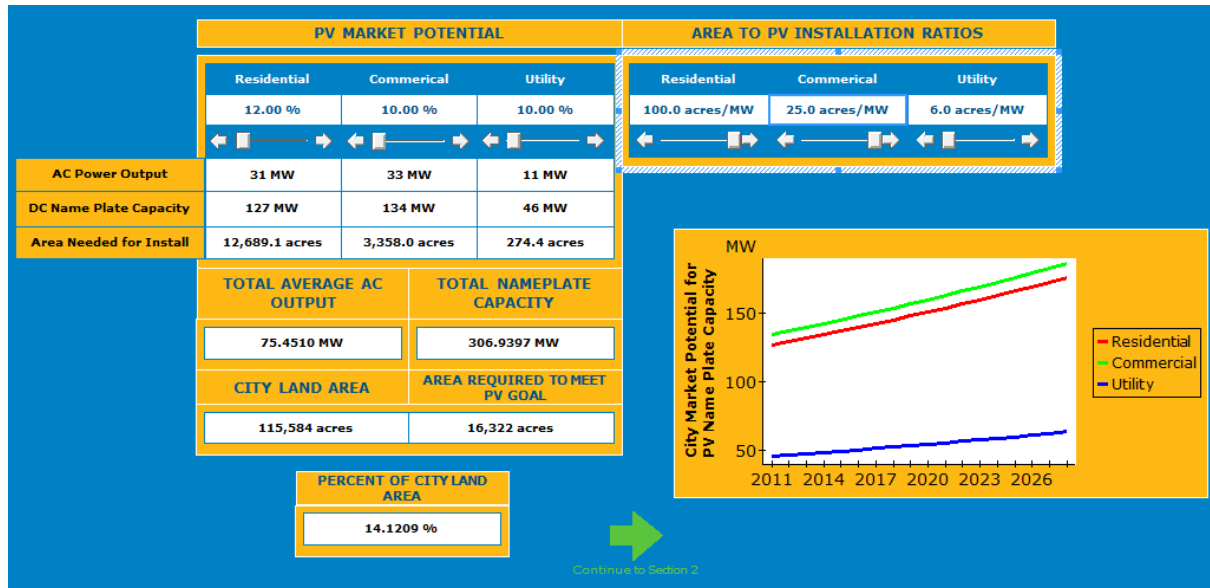 PV MARKET POTENTIAL
AREA TO PV INSTALLATION RATIOS
Residential Commerical Utility
12.00 % 10.00 % 10.00 %
Residential Commerical Utility
100.0 acres/MW 25.0 acres/MW 6.0 acres/MW
AC Power Output 31 MW 33 MW 11 MW
DC Name Plate Capacity 127 MW 134 MW 46 MW
Area Needed for Install 12,689.1 acres 3,358.0 acres 274.4 acres
TOTAL AVERAGE AC
OUTPUT
TOTAL NAMEPLATE
CAPACITY
75.4510 MW 306.9397 MW
CITY LAND AREA
AREA REQUIRED TO MEET
PV GOAL
115,584 acres 16,322 acres
PERCENT OF CITY LAND
AREA
14.1209 %
Continue to Section 2
MW
City Market Potential for
PV Name Plate Capacity
150
100
50
2011 2014 2017 2020 2023 2026
Residential
Commercial
Utility